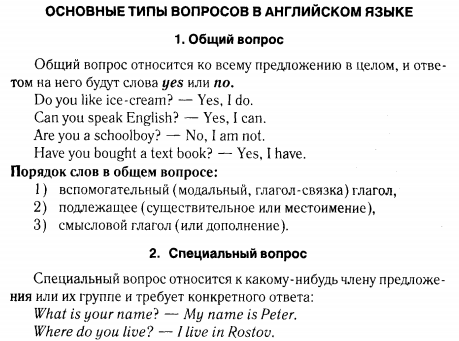 ОСНОВНЫЕ ТИПЫ ВОПРОСОВ В АНГЛИЙСКОМ ЯЗЫКЕ
1. Общий вопрос
Общий вопрос относится ко всему предложению в целом, и отве-
том на него будут слова yes или no.
Do you like ice-cream? — Yes, I do.
Can you speak English? — Yes, I can.
Are you a schoolboy? — No, I am not.
Have you bought a text book? — Yes, I have.
Порядок слов в общем вопросе:
1) вспомогательный (модальный, глагол-связка) глагол,
2) подлежащее (существительное или местоимение),
3) смысловой глагол (или дополнение).
2. Специальный вопрос
Специальный вопрос относится к какому-нибудь члену предложе-
ния или их группе и требует конкретного ответа:
What is your name? — My name is Peter.
Where do you live? — I live in Rostov.